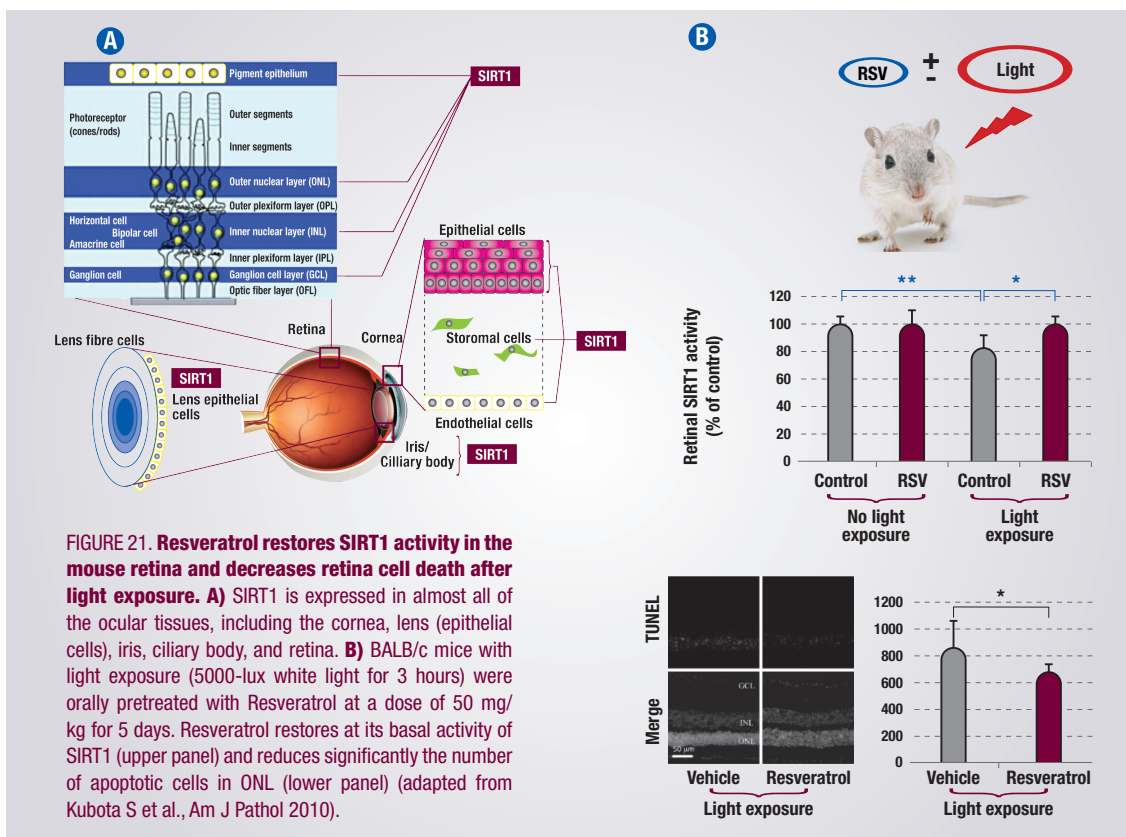 A
Pigment epithelium
SIRT1
Photoreceptor
(cones/rods)
Outer segments
Inner segments
Outer nuclear layer (ONL)
Outer plexiform layer (OPL)
Horizontal cell
Bipolar cell
Amacrine cell
Inner nuclear layer (INL)
Inner plexiform layer (IPL)
Ganglion cell
Ganglion cell layer (GCL)
Optic fiber layer (OFL)
Epithelial cells
Storomal cells
SIRT1
Endothelial cells
Retina
Cornea
Lens fibre cells
SIRT1
Lens epithelial
cells
Iris/
Cilliary body
SIRT1
FIGURE 21. Resveratrol restores SIRT1 activity in the
mouse retina and decreases retina cell death after
light exposure. A) SIRT1 is expressed in almost all of
the ocular tissues, including the cornea, lens (epithelial
cells), iris, ciliary body, and retina. B) BALB/c mice with
light exposure (5000-lux white light for 3 hours) were
orally pretreated with Resveratrol at a dose of 50 mg/
kg for 5 days. Resveratrol restores at its basal activity of
SIRT1 (upper panel) and reduces significantly the number
of apoptotic cells in ONL (lower panel) (adapted from
Kubota S et al., Am J Pathol 2010).
B
RSV
+
-
Light
Retinal SIRT1 activity
(% of control)
120
100
80
60
40
20
0
**
*
Control
RSV
Control
RSV
No light
exposure
Light
exposure
TUNEL
Merge
GCL
INL
ONL
50 µm
Vehicle
Resveratrol
Light exposure
1200
1000
800
600
400
200
0
*
Vehicle
Resveratrol
Light exposure